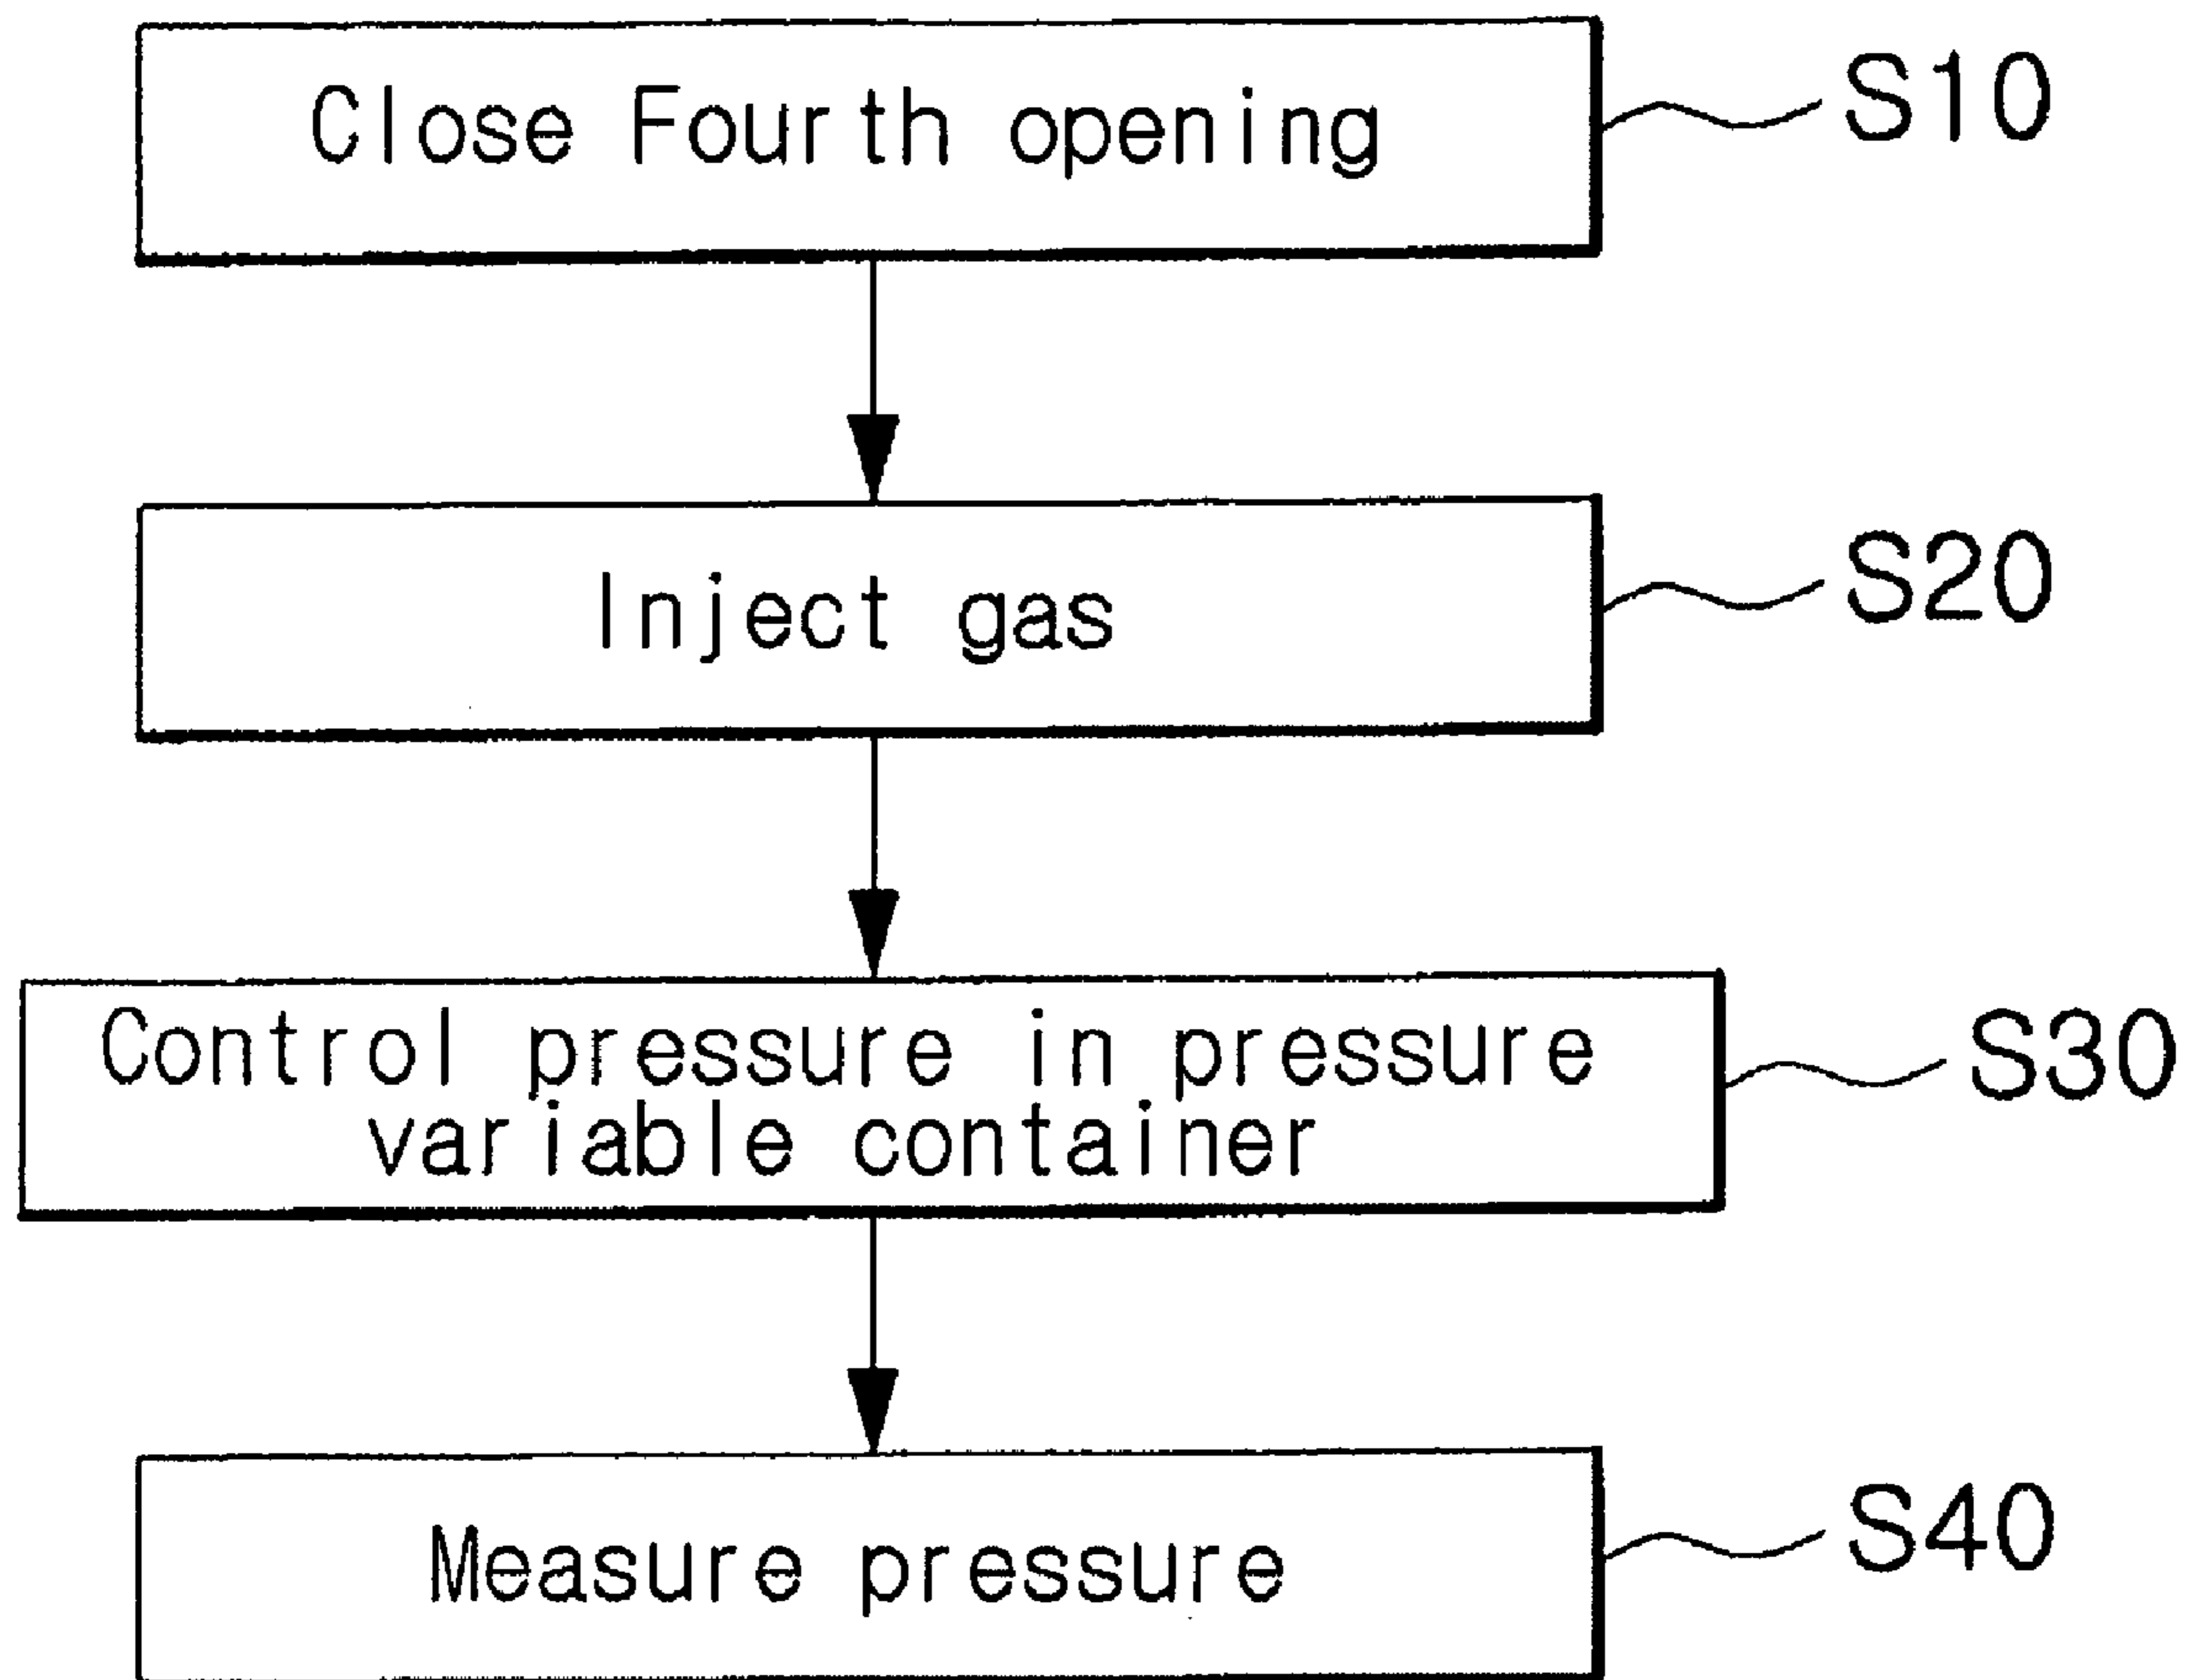 Close Fourth opening
S10
Inject gas
S20
Control pressure in pressure
variable container
S30
Measure pressure
S40